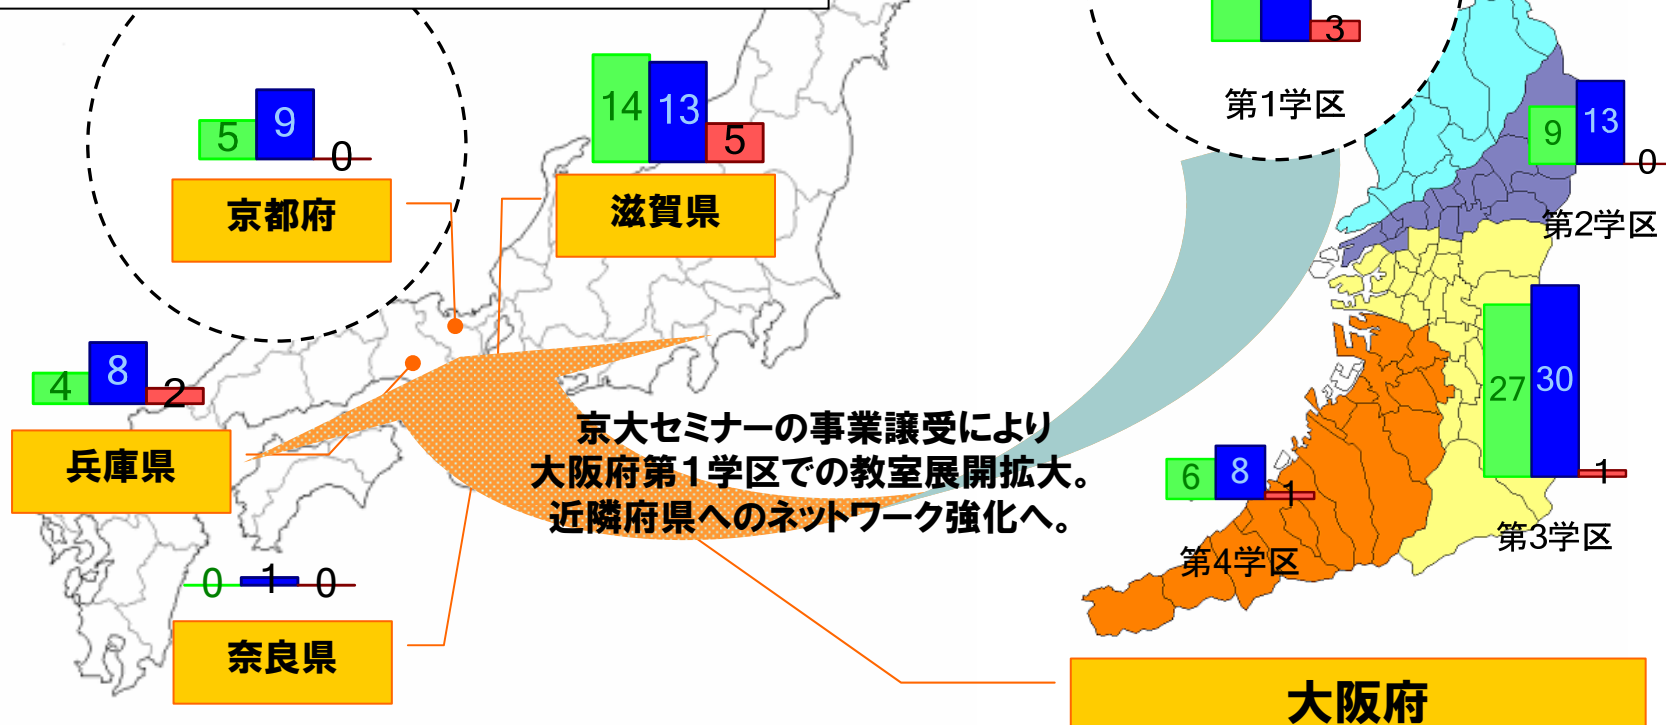 3
第1学区
5
9
0
京都府
14
13
5
滋賀県
9
13
0
第2学区
4
8
2
兵庫県
京大セミナーの事業譲受により
大阪府第1学区での教室展開拡大。
近隣府県へのネットワーク強化へ。
27
30
1
第3学区
6
8
1
第4学区
0
1
0
奈良県
大阪府